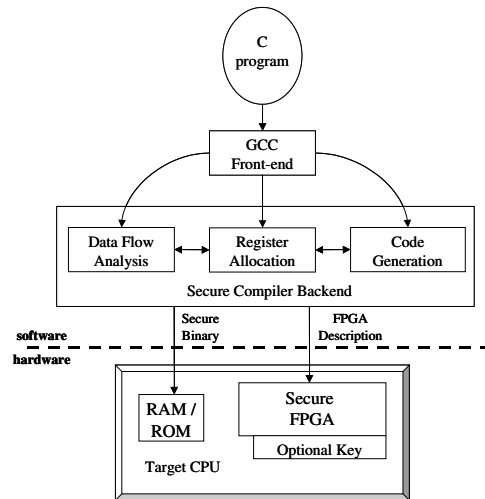 C
program
GCC
Front-end
Data Flow
Analysis
Register
Allocation
Code
Generation
Secure Compiler Backend
Secure
Binary
FPGA
Description
software
hardware
RAM /
ROM
Secure
FPGA
Optional Key
Target CPU